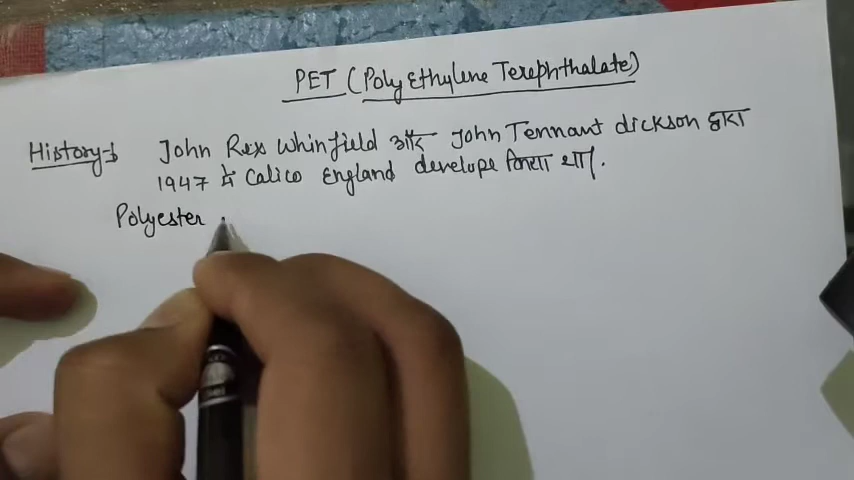 PET (Poly Ethylene Terephthalate)
History:- John Rex Whinfield और John Tennant dickson द्वारा
1947 में Calico England develope किया था।.
Polyester